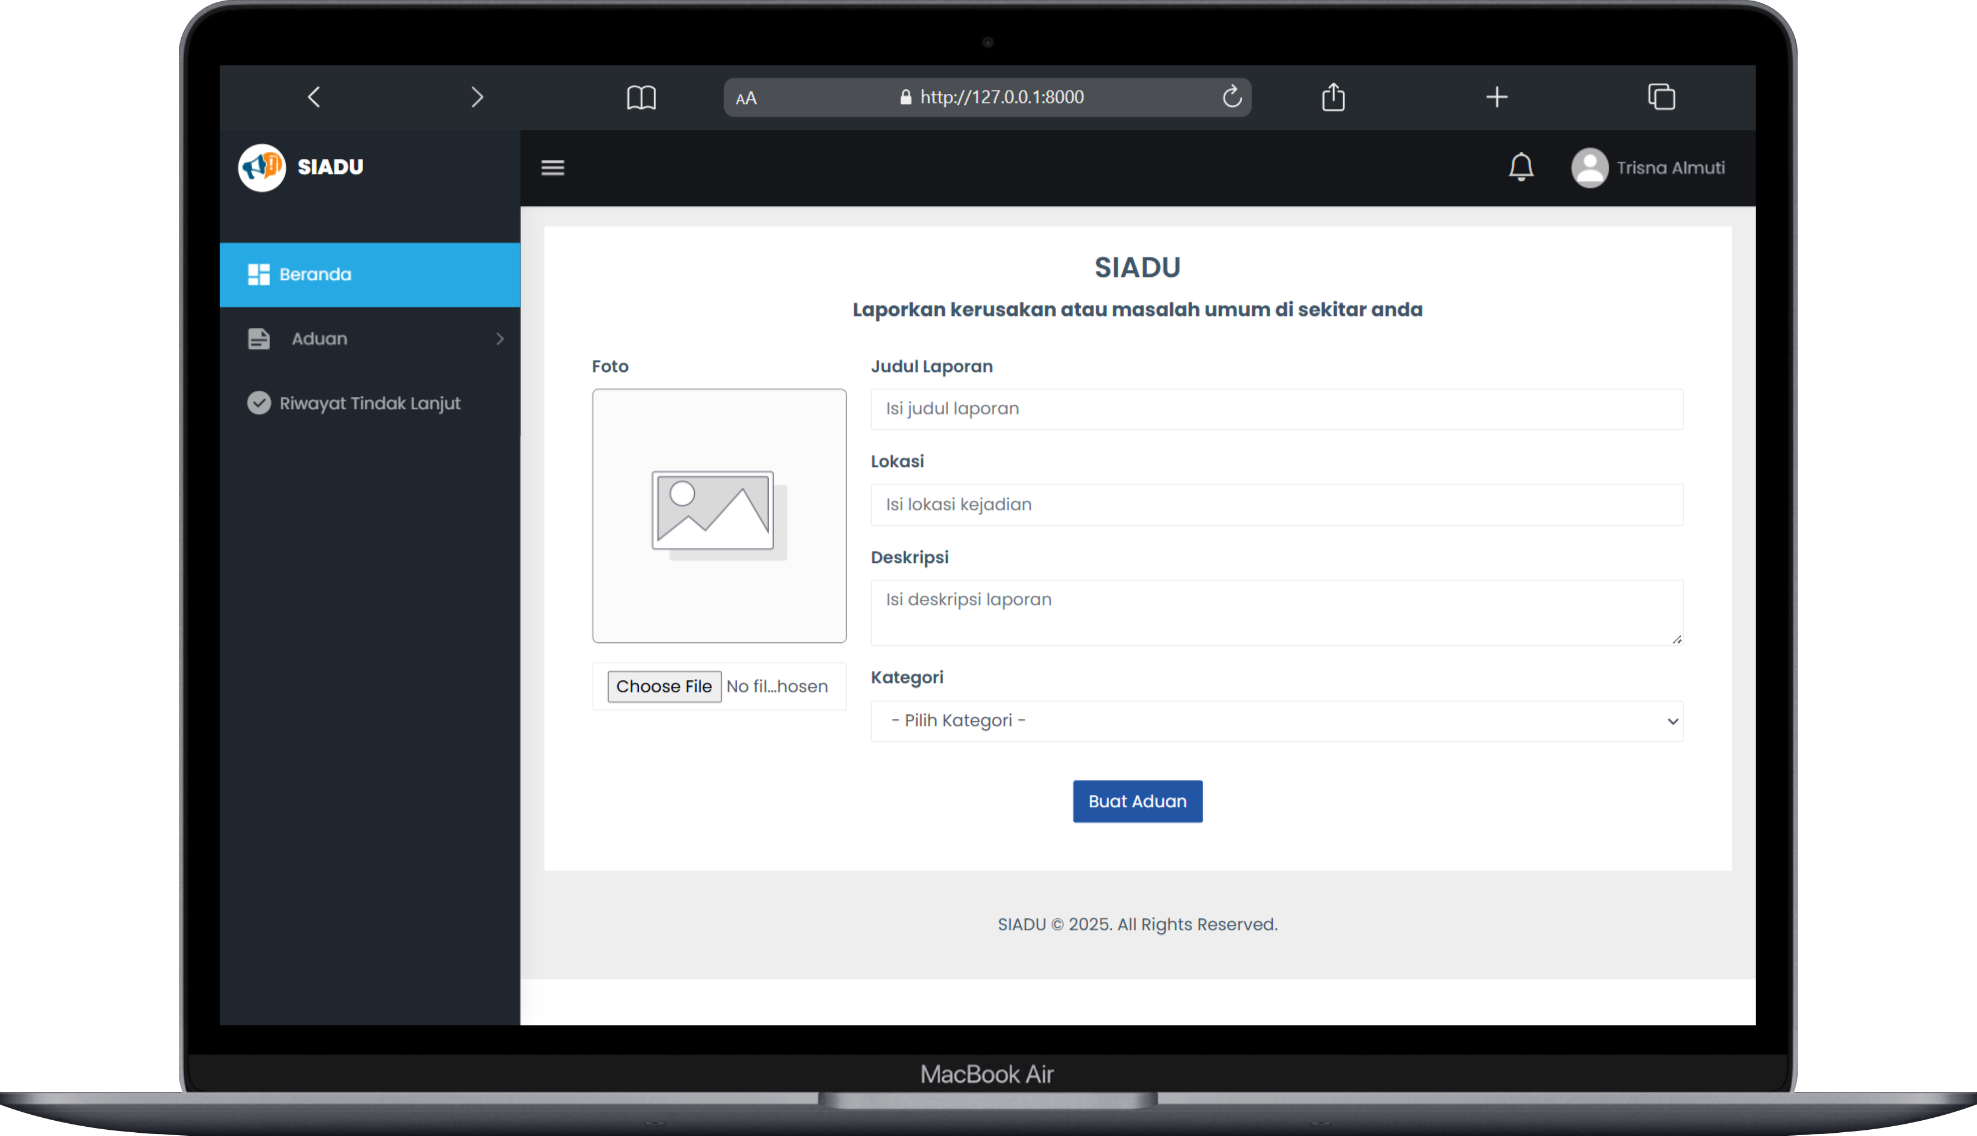 AA
http://127.0.0.1:8000
SIADU
Trisna Almuti
Beranda
Aduan
Riwayat Tindak Lanjut
SIADU
Laporkan kerusakan atau masalah umum di sekitar anda
Foto
Choose File No fil...hosen
Judul Laporan
Isi judul laporan
Lokasi
Isi lokasi kejadian
Deskripsi
Isi deskripsi laporan
Kategori
- Pilih Kategori -
Buat Aduan
SIADU © 2025. All Rights Reserved.
MacBook Air